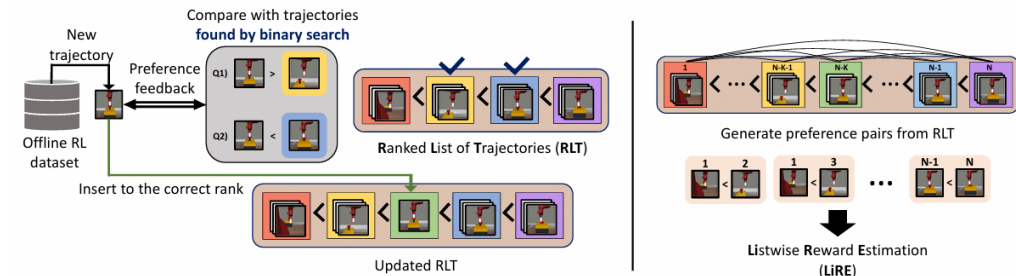 New
trajectory
Offline RL
dataset
Preference
feedback
Compare with trajectories
found by binary search
Q1) >
Q2) <
< < <
Ranked List of Trajectories (RLT)
Insert to the correct rank
< < < <
Updated RLT
1 < ••• < N-K-1 < N-K < ••• < N-1 < N
Generate preference pairs from RLT
1 < 2
1 < 3
•••
N-1 < N
Listwise Reward Estimation
(LiRE)